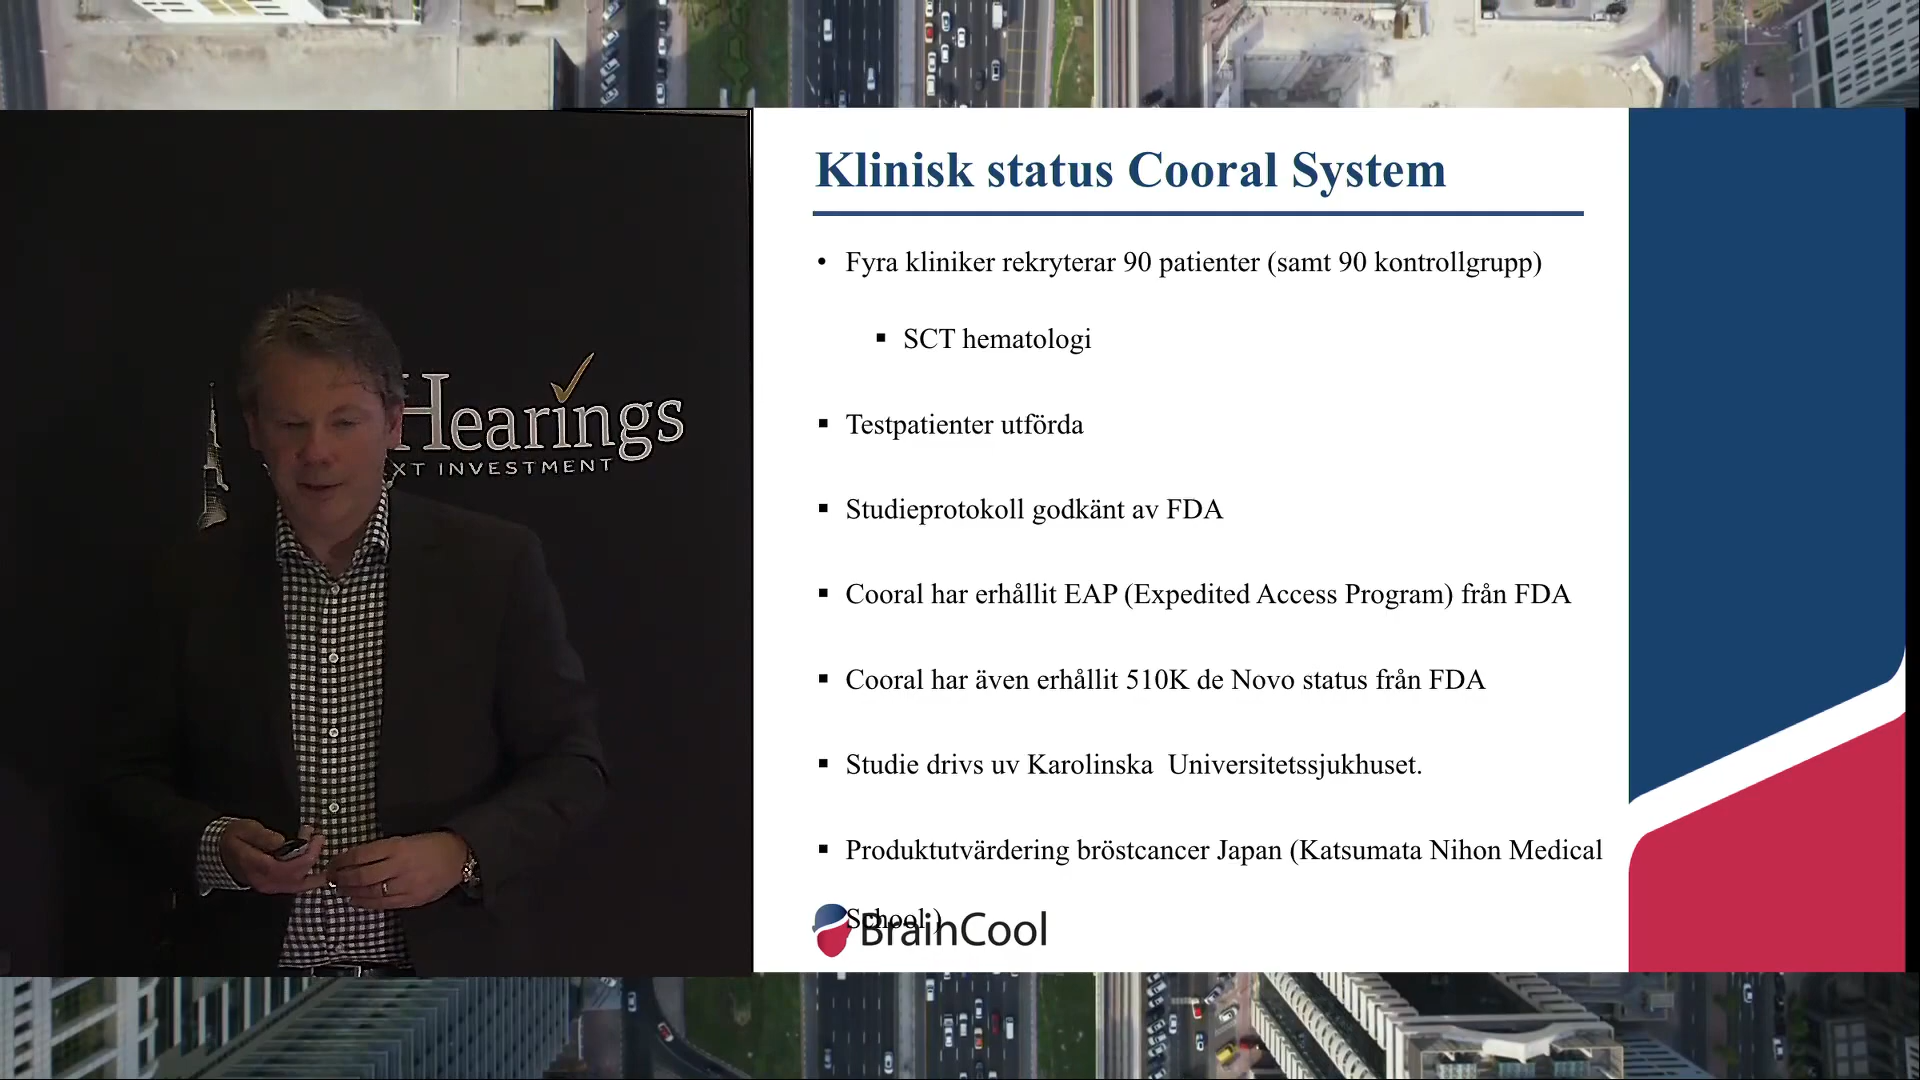 Hearings
XT INVESTMENT
Klinisk status Cooral System
• Fyra kliniker rekryterar 90 patienter (samt 90 kontrollgrupp)
▪ SCT hematologi
▪ Testpatienter utförda
▪ Studieprotokoll godkänt av FDA
▪ Cooral har erhållit EAP (Expedited Access Program) från FDA
▪ Cooral har även erhållit 510K de Novo status från FDA
▪ Studie drivs uv Karolinska  Universitetssjukhuset.
▪ Produktutvärdering bröstcancer Japan (Katsumata Nihon Medical
School )
BrainCool